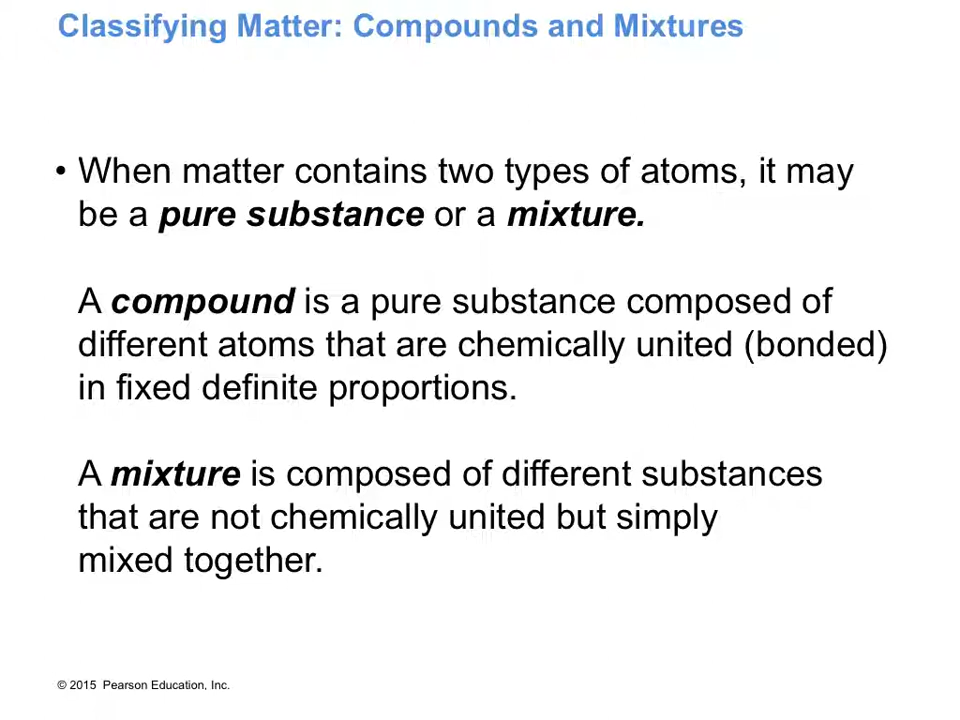 Classifying Matter: Compounds and Mixtures
• When matter contains two types of atoms, it may
be a pure substance or a mixture.
A compound is a pure substance composed of
different atoms that are chemically united (bonded)
in fixed definite proportions.
A mixture is composed of different substances
that are not chemically united but simply
mixed together.
© 2015 Pearson Education, Inc.